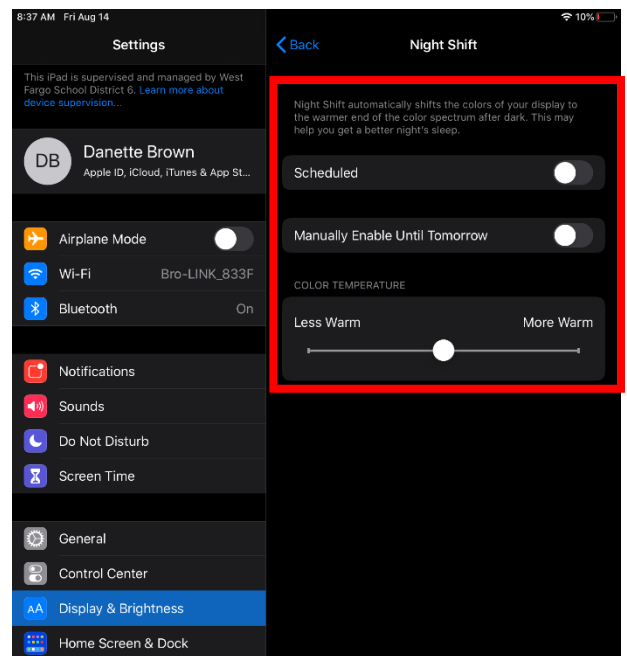 8:37 AM Fri Aug 14
10%
Settings
This iPad is supervised and managed by West
Fargo School District 6. Learn more about
device supervision...
DB
Danette Brown
Apple ID, iCloud, iTunes & App St...
Airplane Mode
Wi-Fi Bro-LINK_833F
Bluetooth On
Notifications
Sounds
Do Not Disturb
Screen Time
General
Control Center
AA Display & Brightness
Home Screen & Dock
Back
Night Shift
Night Shift automatically shifts the colors of your display to
the warmer end of the color spectrum after dark. This may
help you get a better night's sleep.
Scheduled
Manually Enable Until Tomorrow
COLOR TEMPERATURE
Less Warm More Warm